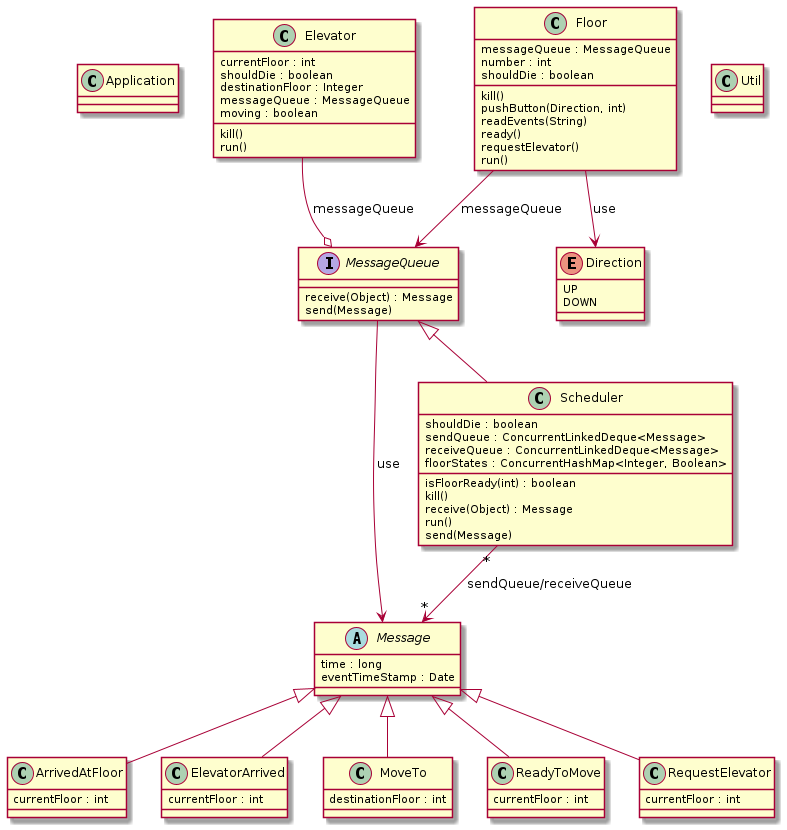 C Application
C Elevator
currentFloor : int
shouldDie : boolean
destinationFloor : Integer
messageQueue : MessageQueue
moving : boolean
kill()
run()
C Floor
messageQueue : MessageQueue
number : int
shouldDie : boolean
kill()
pushButton(Direction, int)
readEvents(String)
ready()
requestElevator()
run()
C Util
messageQueue
messageQueue
use
I MessageQueue
receive(Object) : Message
send(Message)
E Direction
UP
DOWN
use
C Scheduler
shouldDie : boolean
sendQueue : ConcurrentLinkedDeque<Message>
receiveQueue : ConcurrentLinkedDeque<Message>
floorStates : ConcurrentHashMap<Integer, Boolean>
isFloorReady(int) : boolean
kill()
receive(Object) : Message
run()
send(Message)
*
sendQueue/receiveQueue
*
A Message
time : long
eventTimeStamp : Date
C ArrivedAtFloor
currentFloor : int
C ElevatorArrived
currentFloor : int
C MoveTo
destinationFloor : int
C ReadyToMove
currentFloor : int
C RequestElevator
currentFloor : int